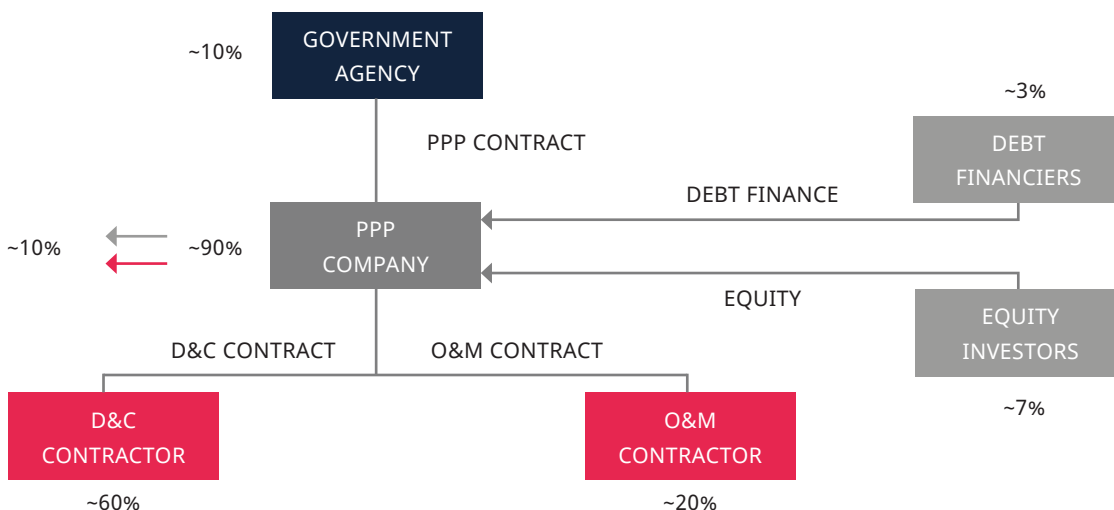 ~10%
GOVERNMENT
AGENCY
~3%
PPP CONTRACT
DEBT
FINANCIERS
DEBT FINANCE
~10%
~90%
PPP
COMPANY
EQUITY
EQUITY
INVESTORS
D&C CONTRACT
O&M CONTRACT
~7%
D&C
CONTRACTOR
O&M
CONTRACTOR
~60%
~20%